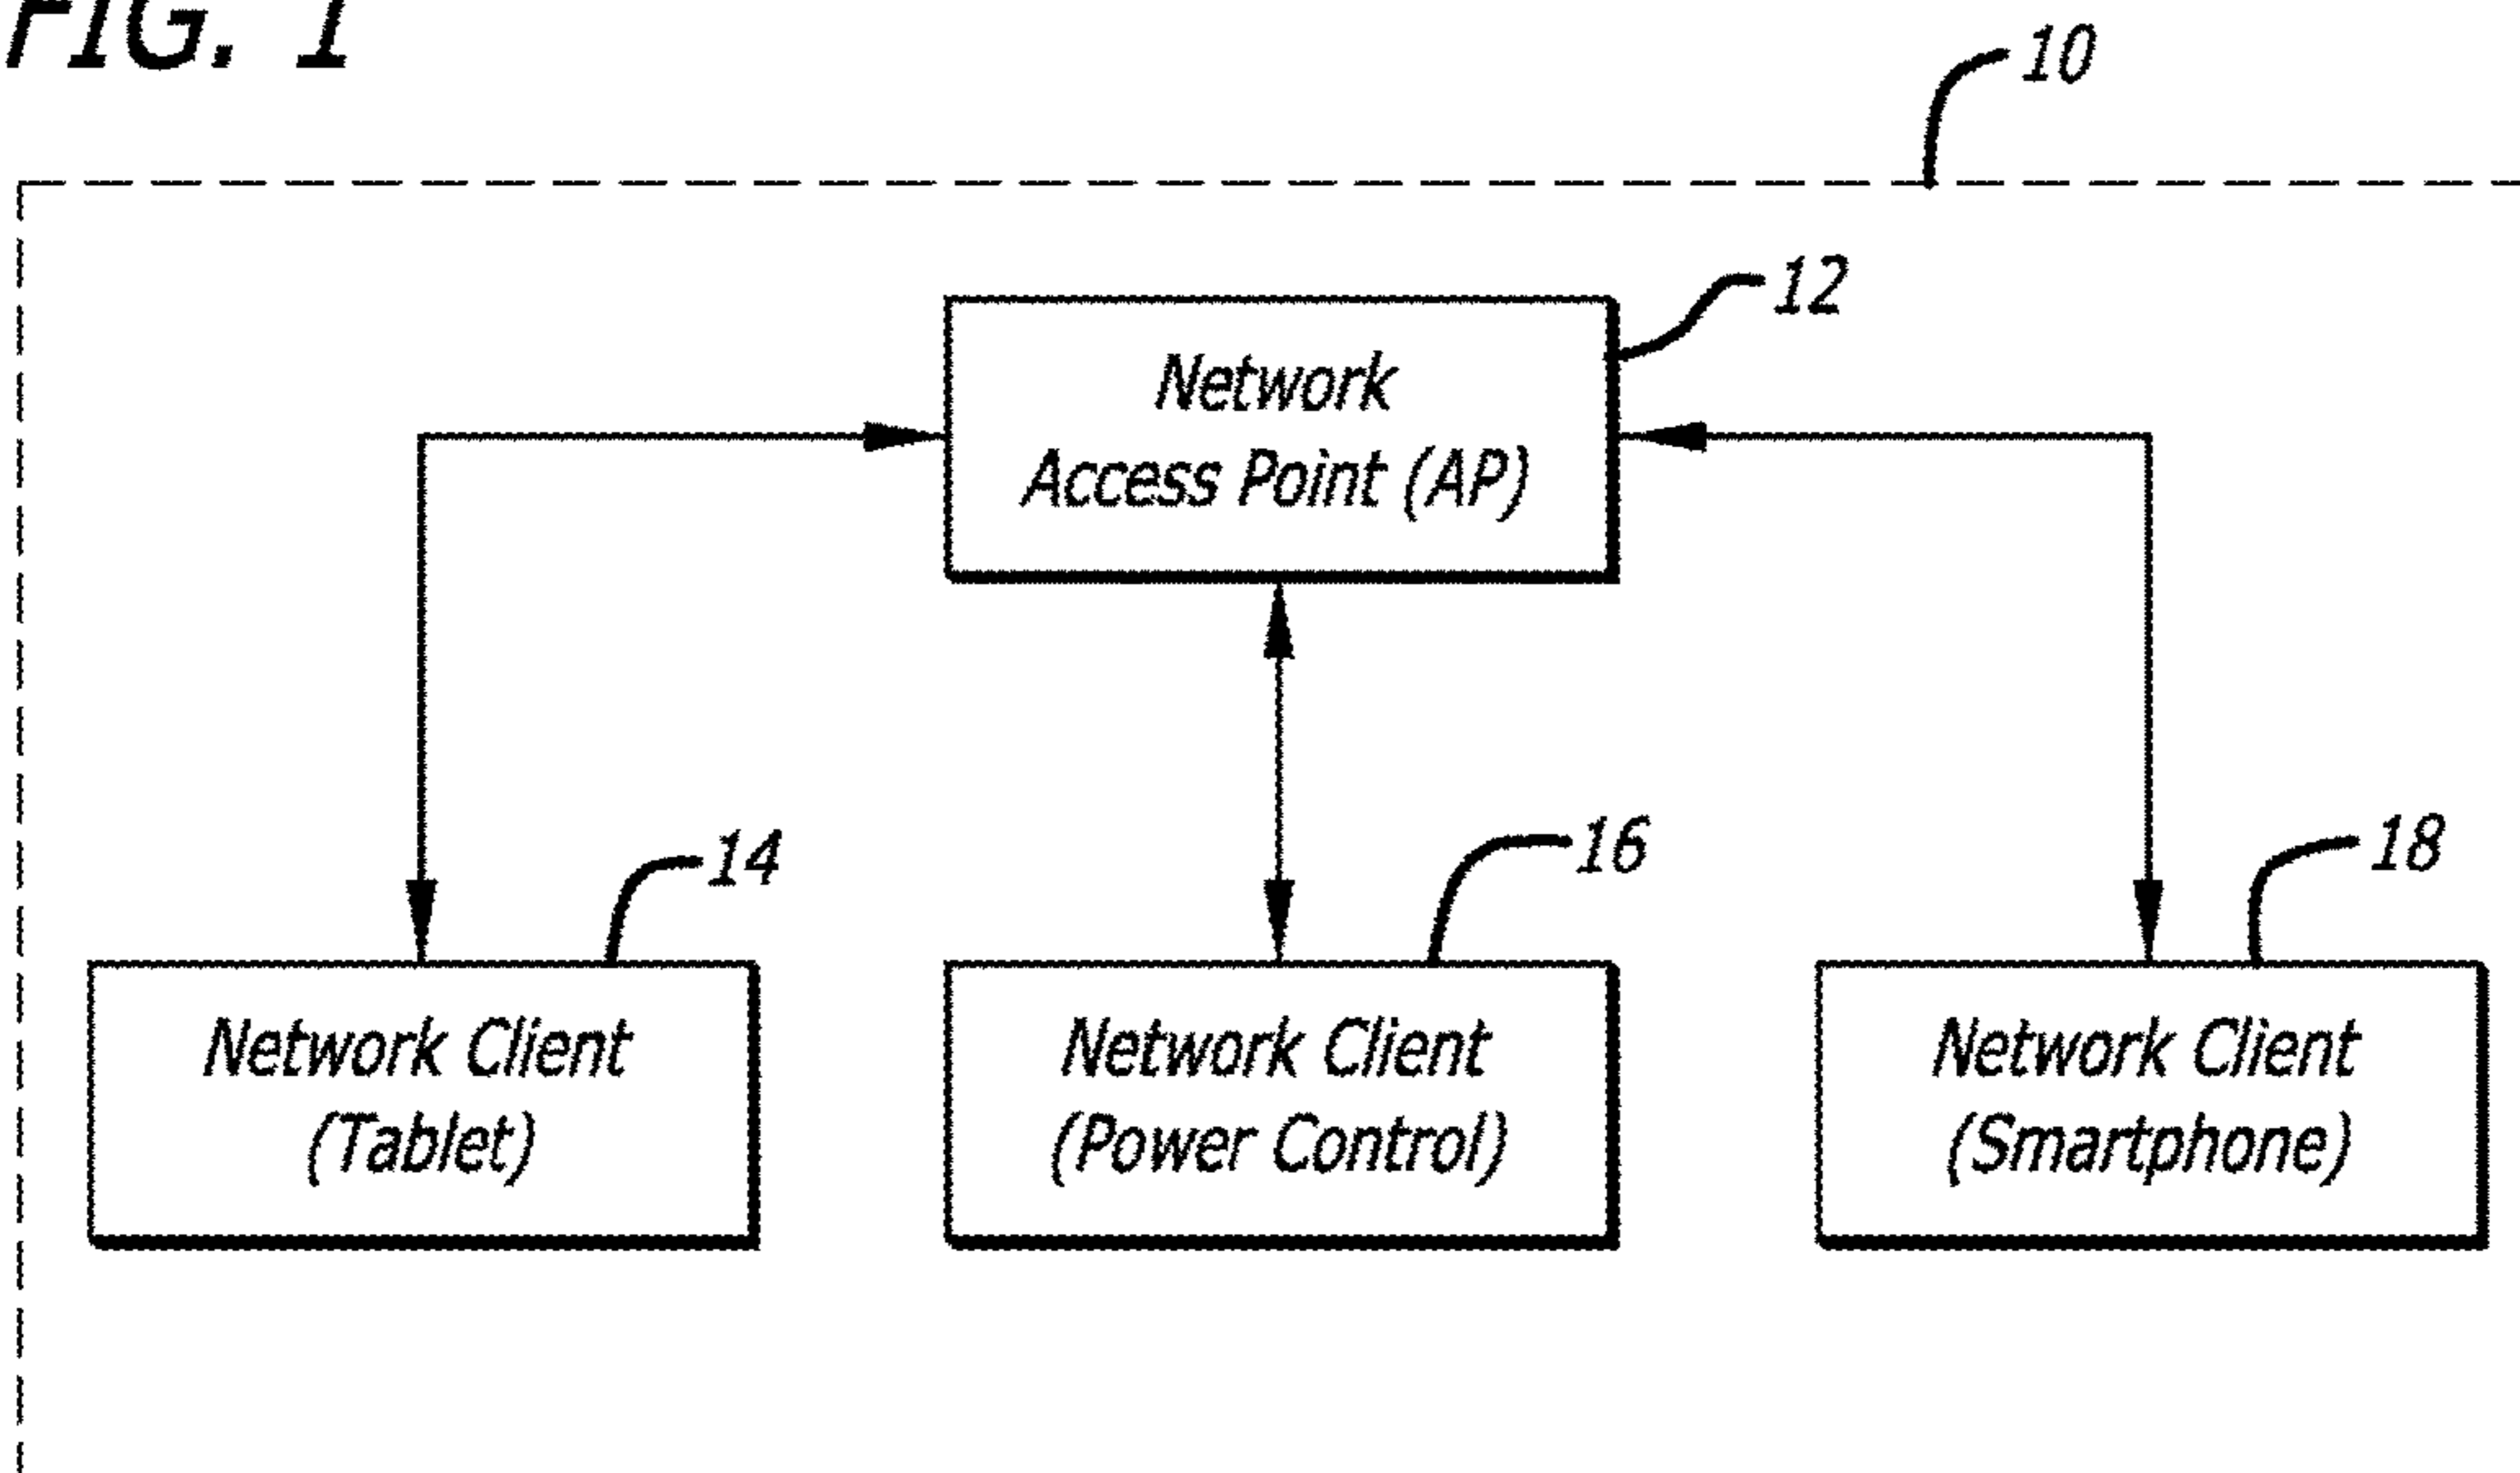 FIG. 1
10
12
Network
Access Point (AP)
14
16
18
Network Client
(Tablet)
Network Client
(Power Control)
Network Client
(Smartphone)